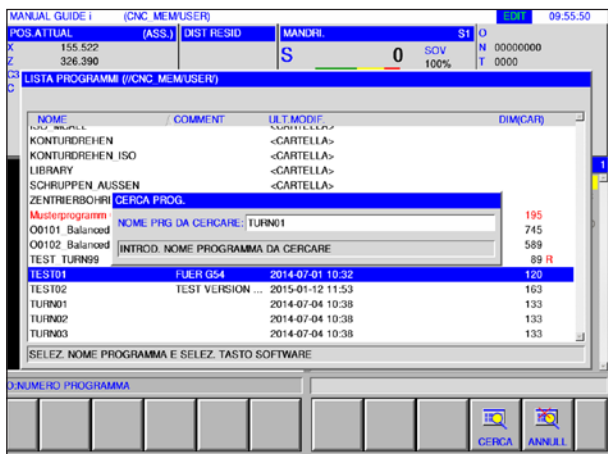 MANUAL GUIDE i (CNC_MEM/USER) EDIT 09.55.50
POS.ATTUAL (ASS.) DIST RESID MANDRI. S1 O
X 155.522 S 0 SOV 100% N 00000000
Z 326.390 T 0000
C3
C
LISTA PROGRAMMI (//CNC_MEM/USER/)
NOME COMMENT ULT.MODIF. DIM(CAR)
ISO_MCALL <CARTELLA>
KONTURDREHEN <CARTELLA>
KONTURDREHEN_ISO <CARTELLA>
LIBRARY <CARTELLA>
SCHRUPPEN_AUSSEN <CARTELLA>
1
ZENTRIERBOHRI
CERCA PROG.
Musterprogramm 195
NOME PRG DA CERCARE: TURN01
O0101_Balanced 745
O0102_Balanced 589
INTROD. NOME PROGRAMMA DA CERCARE
TEST_TURN99 89 R
TEST01 FUER G54 2014-07-01 10:32 120
TEST02 TEST VERSION ... 2015-01-12 11:53 163
TURN01 2014-07-04 10:38 133
TURN02 2014-07-04 10:38 133
TURN03 2014-07-04 10:38 133
SELEZ. NOME PROGRAMMA E SELEZ. TASTO SOFTWARE
O:NUMERO PROGRAMMA
CERCA ANNULL